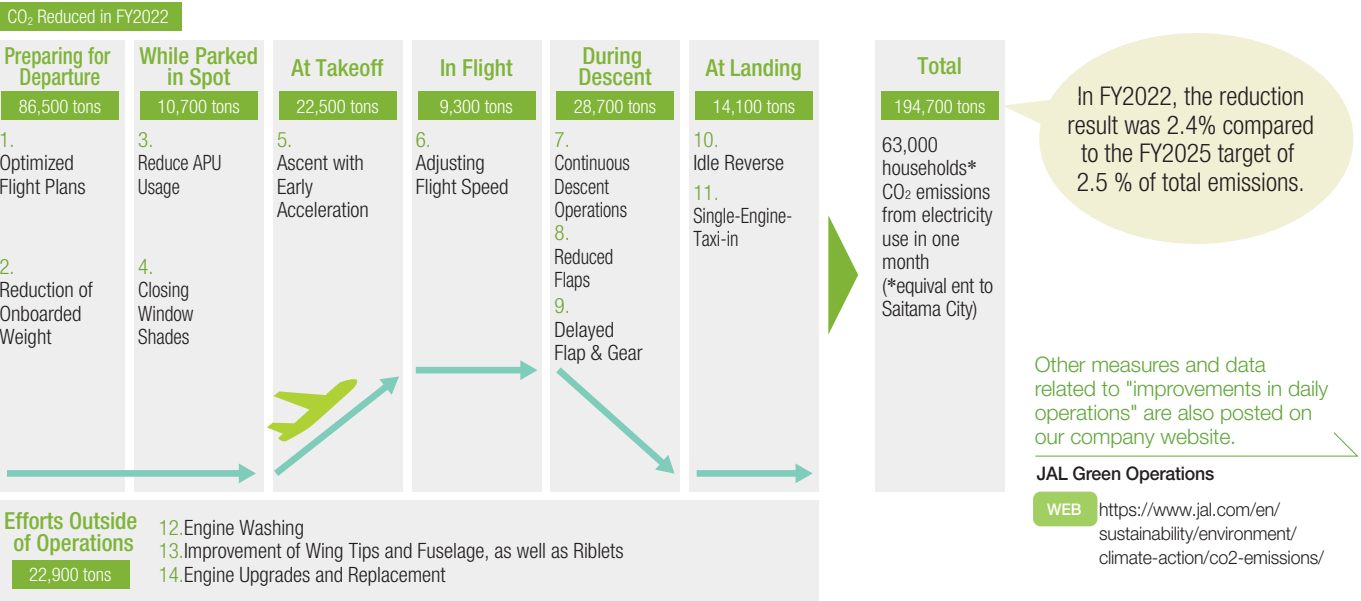 CO₂ Reduced in FY2022
Preparing for
Departure
86,500 tons
1.
Optimized
Flight Plans
2.
Reduction of
Onboarded
Weight
While Parked
in Spot
10,700 tons
3.
Reduce APU
Usage
4.
Closing
Window
Shades
At Takeoff
22,500 tons
5.
Ascent with
Early
Acceleration
In Flight
9,300 tons
6.
Adjusting
Flight Speed
During
Descent
28,700 tons
7.
Continuous
Descent
Operations
8.
Reduced
Flaps
9.
Delayed
Flap & Gear
At Landing
14,100 tons
10.
Idle Reverse
11.
Single-Engine-
Taxi-in
Total
194,700 tons
63,000
households*
CO₂ emissions
from electricity
use in one
month
(*equival ent to
Saitama City)
In FY2022, the reduction
result was 2.4% compared
to the FY2025 target of
2.5 % of total emissions.
Other measures and data
related to "improvements in daily
operations" are also posted on
our company website.
JAL Green Operations
WEB
https://www.jal.com/en/
sustainability/environment/
climate-action/co2-emissions/
Efforts Outside
of Operations
22,900 tons
12.Engine Washing
13.Improvement of Wing Tips and Fuselage, as well as Riblets
14.Engine Upgrades and Replacement